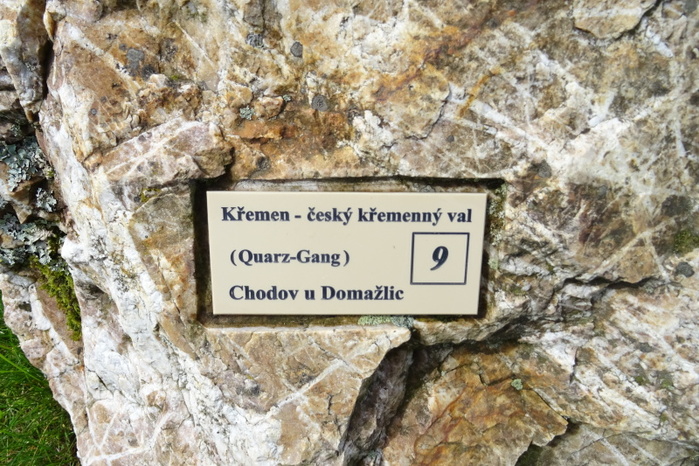 Křemen - český křemenný val
(Quarz-Gang)
9
Chodov u Domažlic